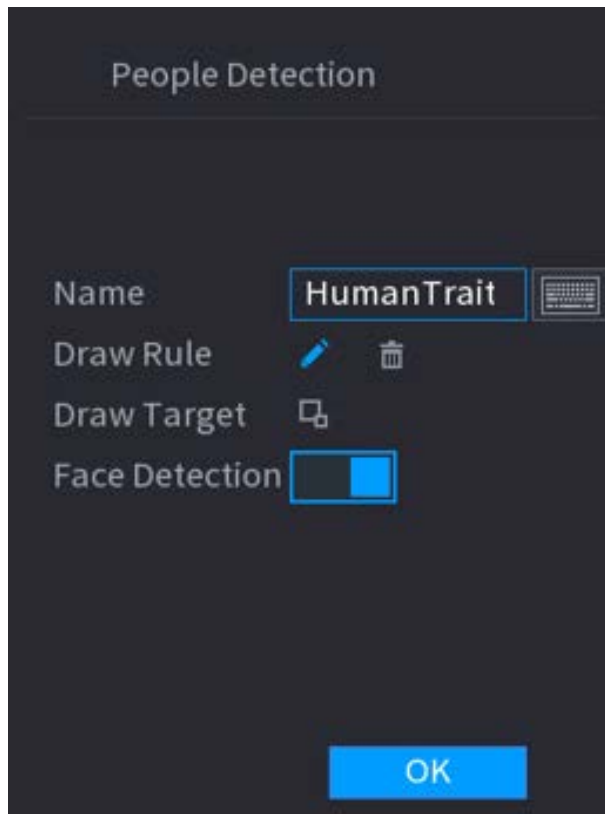 People Detection
Name HumanTrait
Draw Rule
Draw Target
Face Detection
OK